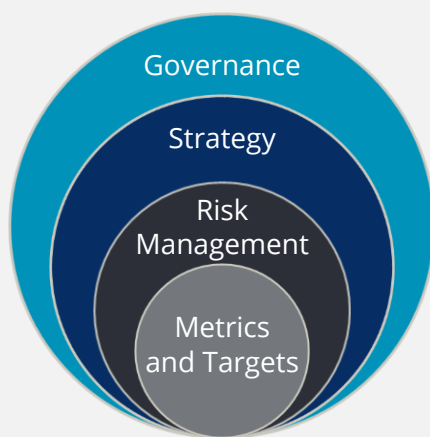 Governance
Strategy
Risk
Management
Metrics
and Targets